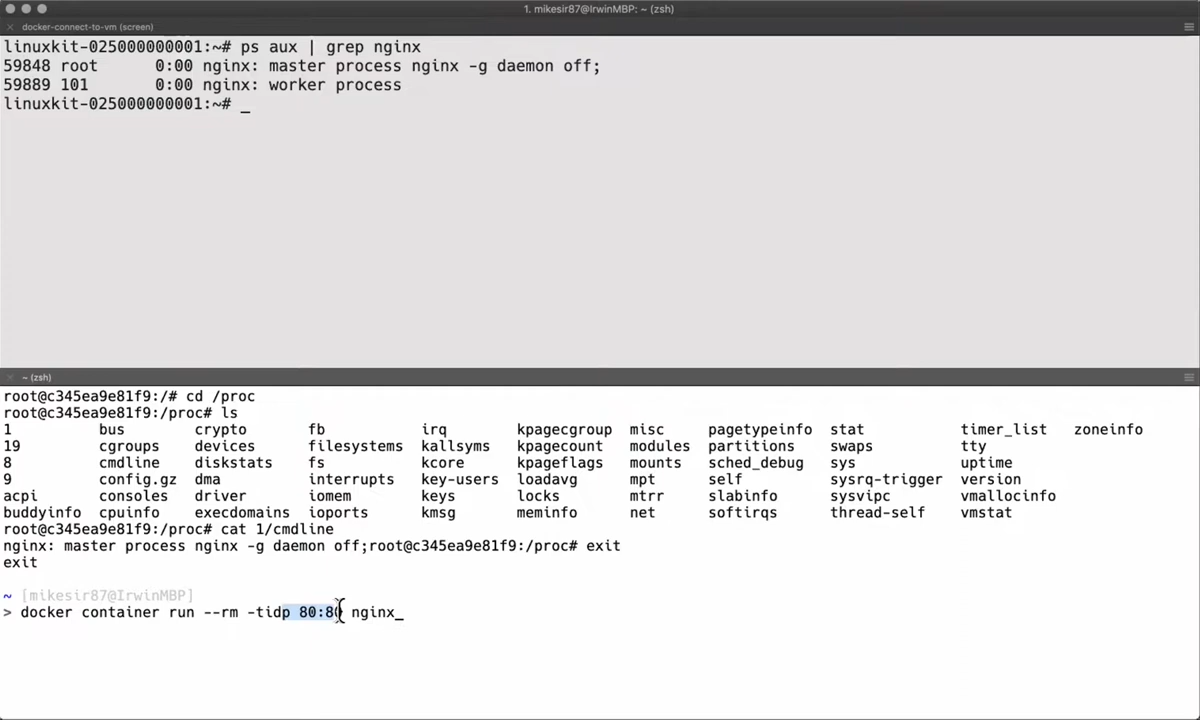 1. mikesir87@IrwinMBP: ~ (zsh)
docker-connect-to-vm (screen)
linuxkit-025000000001:~# ps aux | grep nginx
59848 root 0:00 nginx: master process nginx -g daemon off;
59889 101 0:00 nginx: worker process
linuxkit-025000000001:~# _
~ (zsh)
root@c345ea9e81f9:/# cd /proc
root@c345ea9e81f9:/proc# ls
1 bus crypto fb irq kpagecgroup misc pagetypeinfo stat timer_list zoneinfo
19 cgroups devices filesystems kallsyms kpagecount modules partitions swaps tty
8 cmdline diskstats fs kcore kpageflags mounts sched_debug sys uptime
9 config.gz dma interrupts key-users loadavg mpt self sysrq-trigger version
acpi consoles driver iomem keys locks mtrr slabinfo sysvipc vmallocinfo
buddyinfo cpuinfo execdomains ioports kmsg meminfo net softirqs thread-self vmstat
root@c345ea9e81f9:/proc# cat 1/cmdline
nginx: master process nginx -g daemon off;root@c345ea9e81f9:/proc# exit
exit
~ [mikesir87@IrwinMBP]
> docker container run --rm -tidp 80:80 nginx_